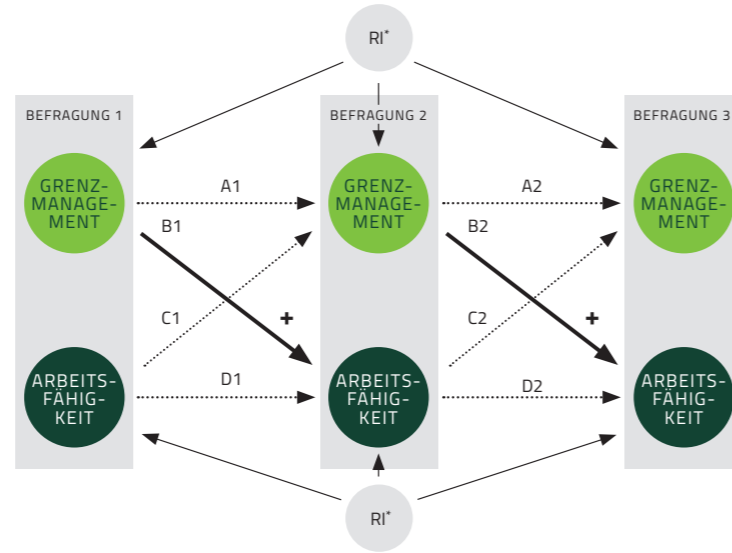 RI*
BEFRAGUNG 1
BEFRAGUNG 2
BEFRAGUNG 3
GRENZ-
MANAGE-
MENT
A1
GRENZ-
MANAGE-
MENT
A2
GRENZ-
MANAGE-
MENT
B1
B2
C1
+
C2
+
ARBEITS-
FÄHIG-
KEIT
D1
ARBEITS-
FÄHIG-
KEIT
D2
ARBEITS-
FÄHIG-
KEIT
RI*